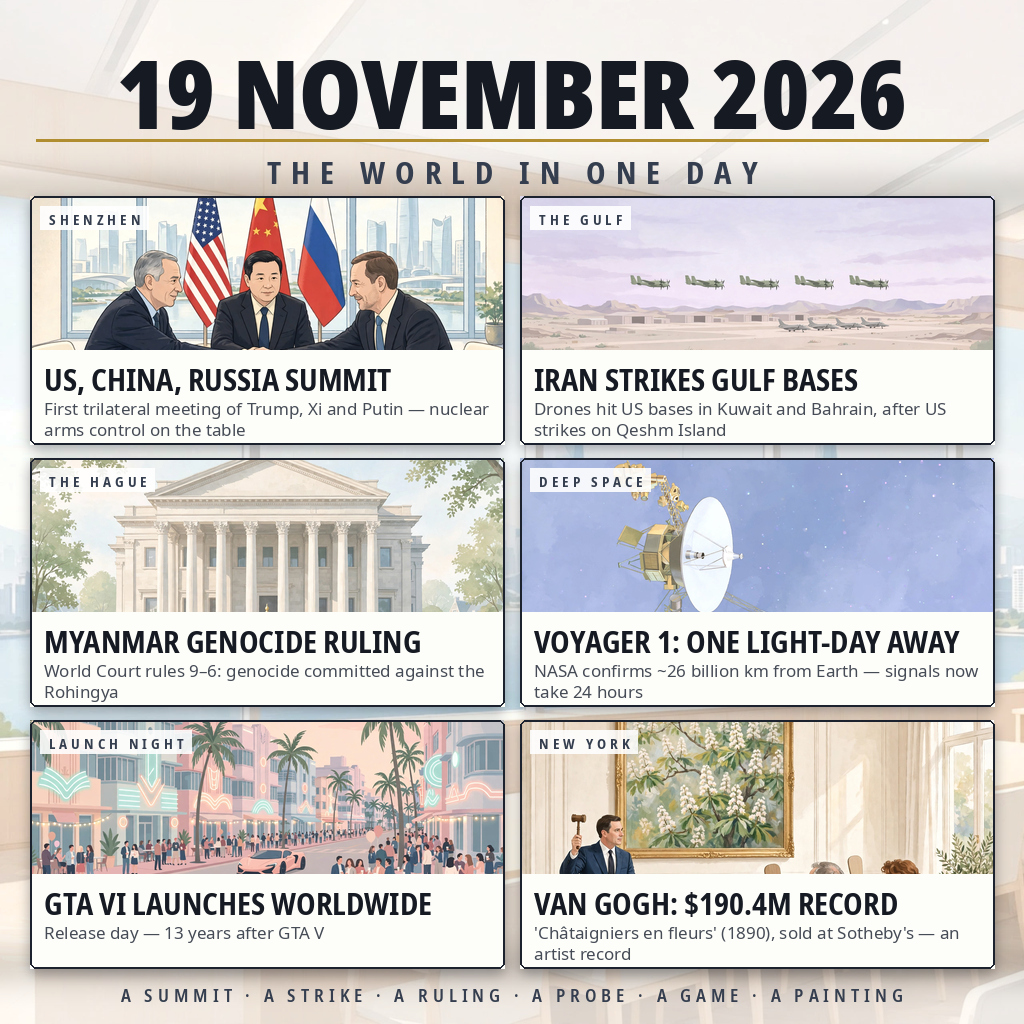 19 NOVEMBER 2026
THE WORLD IN ONE DAY
SHENZHEN
US, CHINA, RUSSIA SUMMIT
First trilateral meeting of Trump, Xi and Putin — nuclear
arms control on the table
THE GULF
IRAN STRIKES GULF BASES
Drones hit US bases in Kuwait and Bahrain, after US
strikes on Qeshm Island
THE HAGUE
MYANMAR GENOCIDE RULING
World Court rules 9–6: genocide committed against the
Rohingya
DEEP SPACE
VOYAGER 1: ONE LIGHT-DAY AWAY
NASA confirms ~26 billion km from Earth — signals now
take 24 hours
LAUNCH NIGHT
GTA VI LAUNCHES WORLDWIDE
Release day — 13 years after GTA V
NEW YORK
VAN GOGH: $190.4M RECORD
'Châtaigniers en fleurs' (1890), sold at Sotheby's — an
artist record
A SUMMIT · A STRIKE · A RULING · A PROBE · A GAME · A PAINTING